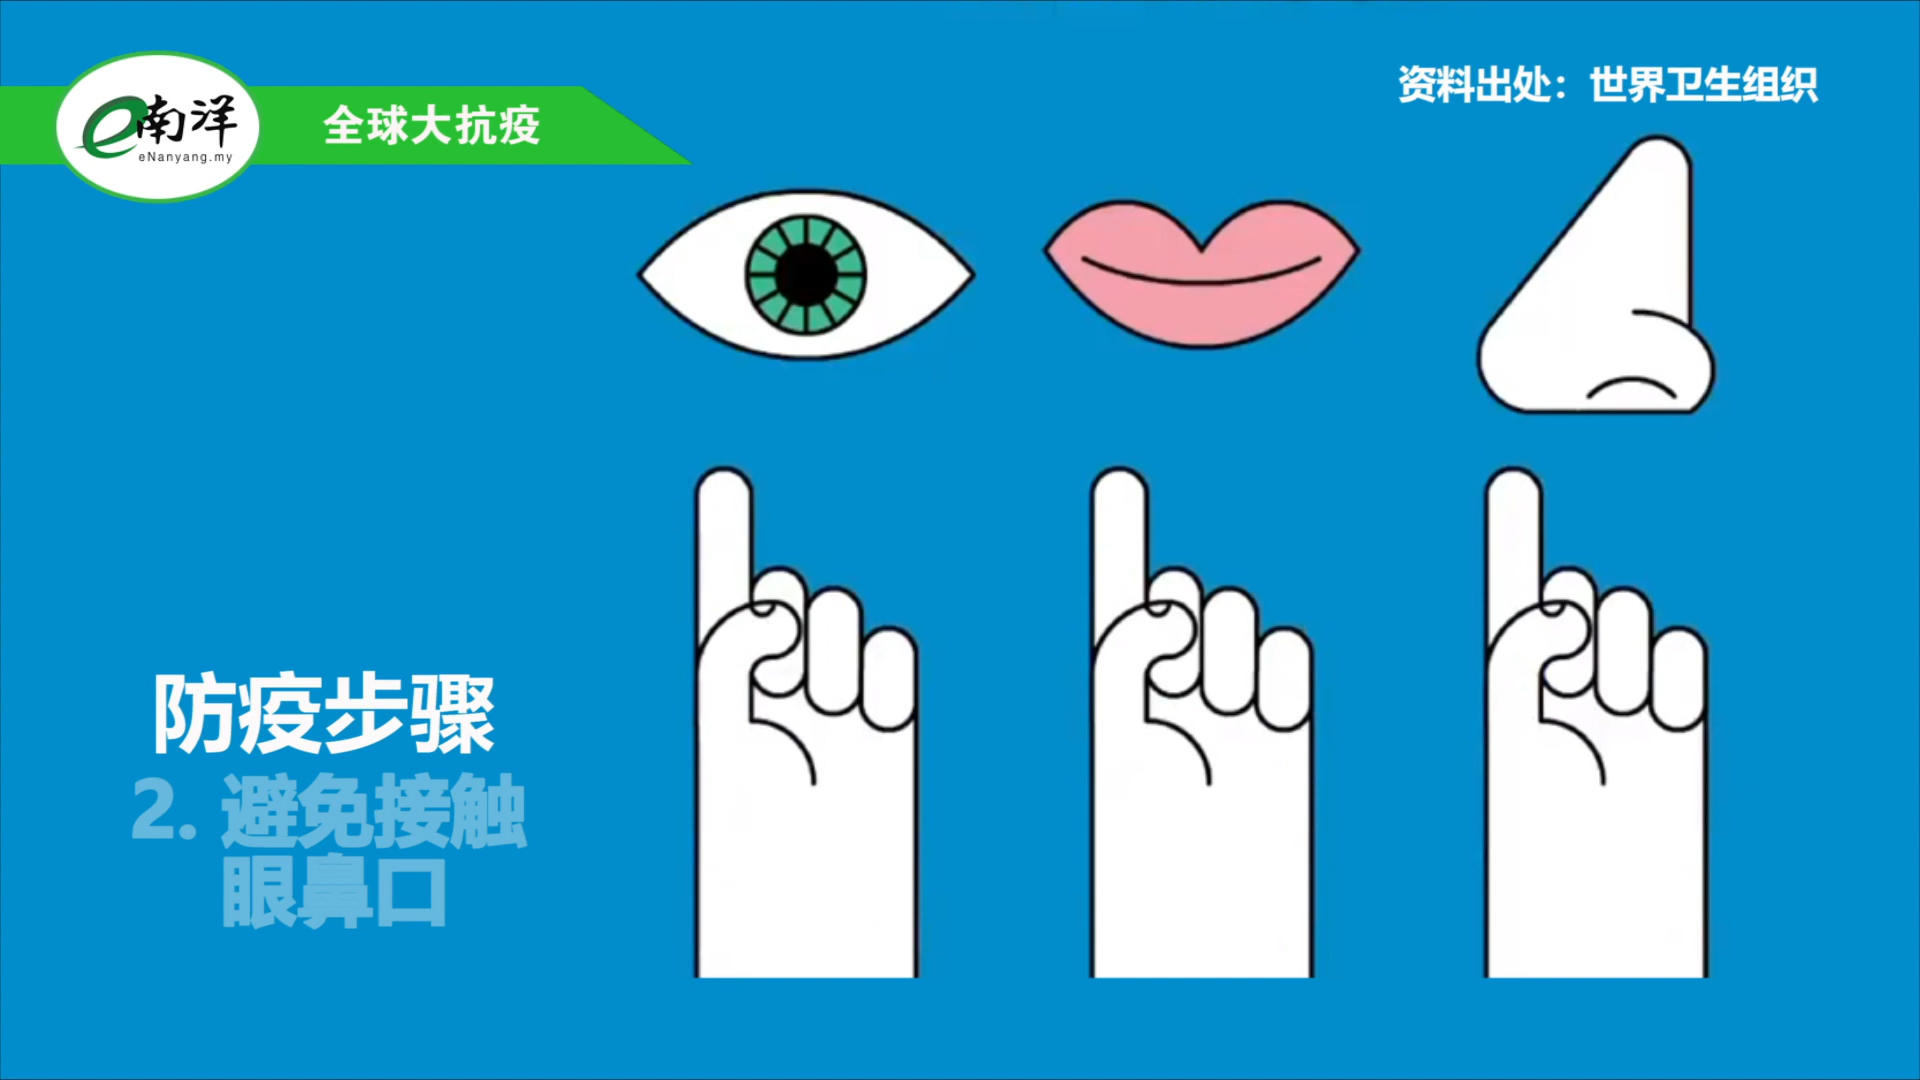 e南洋
eNanyang.my
全球大抗疫
资料出处：世界卫生组织
防疫步骤
2. 避免接触
眼鼻口